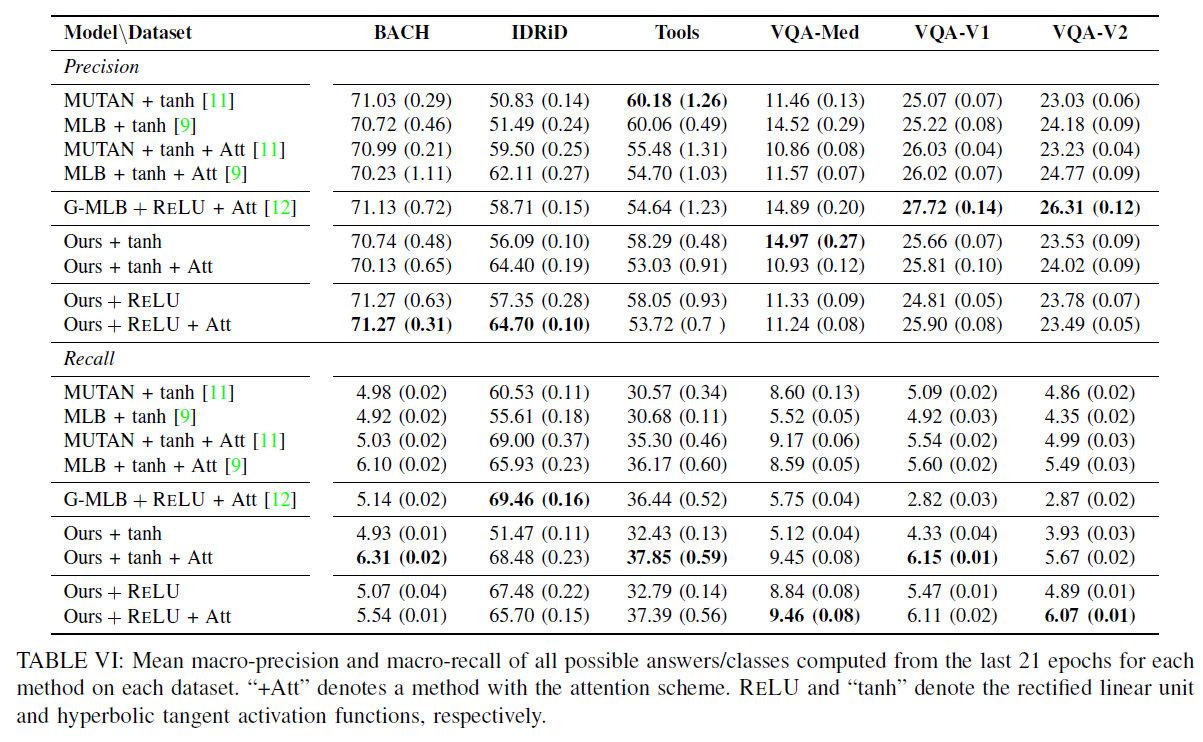 Model\Dataset BACH IDRiD Tools VQA-Med VQA-V1 VQA-V2
Precision
MUTAN + tanh [11] 71.03 (0.29) 50.83 (0.14) 60.18 (1.26) 11.46 (0.13) 25.07 (0.07) 23.03 (0.06)
MLB + tanh [9] 70.72 (0.46) 51.49 (0.24) 60.06 (0.49) 14.52 (0.29) 25.22 (0.08) 24.18 (0.09)
MUTAN + tanh + Att [11] 70.99 (0.21) 59.50 (0.25) 55.48 (1.31) 10.86 (0.08) 26.03 (0.04) 23.23 (0.04)
MLB + tanh + Att [9] 70.23 (1.11) 62.11 (0.27) 54.70 (1.03) 11.57 (0.07) 26.02 (0.07) 24.77 (0.09)
G-MLB + RELU + Att [12] 71.13 (0.72) 58.71 (0.15) 54.64 (1.23) 14.89 (0.20) 27.72 (0.14) 26.31 (0.12)
Ours + tanh 70.74 (0.48) 56.09 (0.10) 58.29 (0.48) 14.97 (0.27) 25.66 (0.07) 23.53 (0.09)
Ours + tanh + Att 70.13 (0.65) 64.40 (0.19) 53.03 (0.91) 10.93 (0.12) 25.81 (0.10) 24.02 (0.09)
Ours + RELU 71.27 (0.63) 57.35 (0.28) 58.05 (0.93) 11.33 (0.09) 24.81 (0.05) 23.78 (0.07)
Ours + RELU + Att 71.27 (0.31) 64.70 (0.10) 53.72 (0.7 ) 11.24 (0.08) 25.90 (0.08) 23.49 (0.05)
Recall
MUTAN + tanh [11] 4.98 (0.02) 60.53 (0.11) 30.57 (0.34) 8.60 (0.13) 5.09 (0.02) 4.86 (0.02)
MLB + tanh [9] 4.92 (0.02) 55.61 (0.18) 30.68 (0.11) 5.52 (0.05) 4.92 (0.03) 4.35 (0.02)
MUTAN + tanh + Att [11] 5.03 (0.02) 69.00 (0.37) 35.30 (0.46) 9.17 (0.06) 5.54 (0.02) 4.99 (0.03)
MLB + tanh + Att [9] 6.10 (0.02) 65.93 (0.23) 36.17 (0.60) 8.59 (0.05) 5.60 (0.02) 5.49 (0.03)
G-MLB + RELU + Att [12] 5.14 (0.02) 69.46 (0.16) 36.44 (0.52) 5.75 (0.04) 2.82 (0.03) 2.87 (0.02)
Ours + tanh 4.93 (0.01) 51.47 (0.11) 32.43 (0.13) 5.12 (0.04) 4.33 (0.04) 3.93 (0.03)
Ours + tanh + Att 6.31 (0.02) 68.48 (0.23) 37.85 (0.59) 9.45 (0.08) 6.15 (0.01) 5.67 (0.02)
Ours + RELU 5.07 (0.04) 67.48 (0.22) 32.79 (0.14) 8.84 (0.08) 5.47 (0.01) 4.89 (0.01)
Ours + RELU + Att 5.54 (0.01) 65.70 (0.15) 37.39 (0.56) 9.46 (0.08) 6.11 (0.02) 6.07 (0.01)
TABLE VI: Mean macro-precision and macro-recall of all possible answers/classes computed from the last 21 epochs for each
method on each dataset. “+Att” denotes a method with the attention scheme. RELU and “tanh” denote the rectified linear unit
and hyperbolic tangent activation functions, respectively.